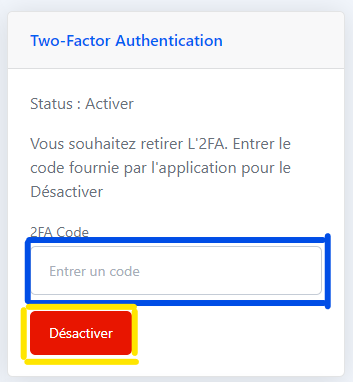 Two-Factor Authentication
Status : Activer
Vous souhaitez retirer L'2FA. Entrer le
code fournie par l'application pour le
Désactiver
2FA Code
Entrer un code
Désactiver